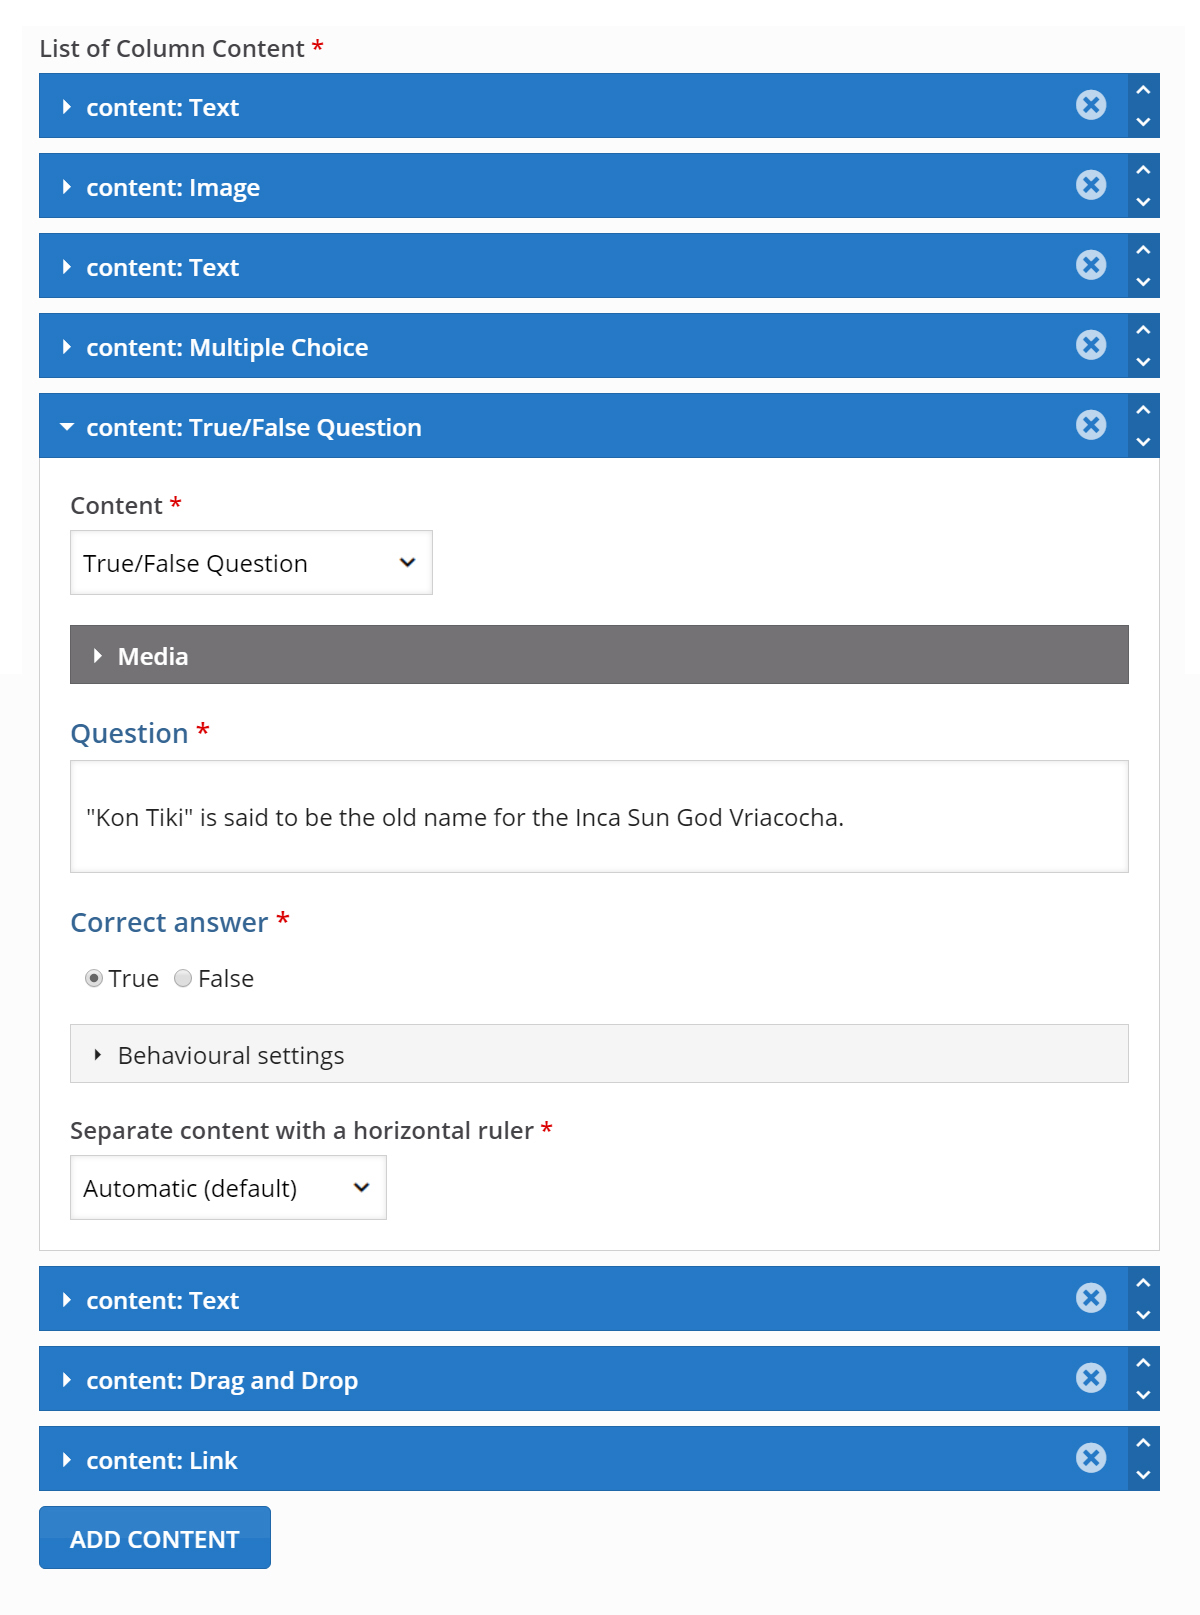 List of Column Content *
content: Text
content: Image
content: Text
content: Multiple Choice
content: True/False Question
Content *
True/False Question
Media
Question *
"Kon Tiki" is said to be the old name for the Inca Sun God Vriacocha.
Correct answer *
True False
Behavioural settings
Separate content with a horizontal ruler *
Automatic (default)
content: Text
content: Drag and Drop
content: Link
ADD CONTENT